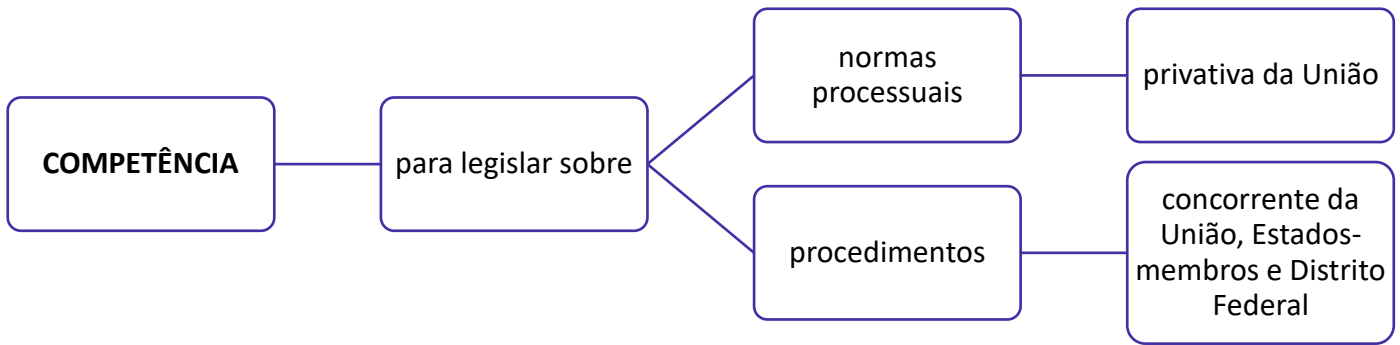 COMPETÊNCIA
para legislar sobre
normas
processuais
privativa da União
procedimentos
concorrente da
União, Estados-
membros e Distrito
Federal